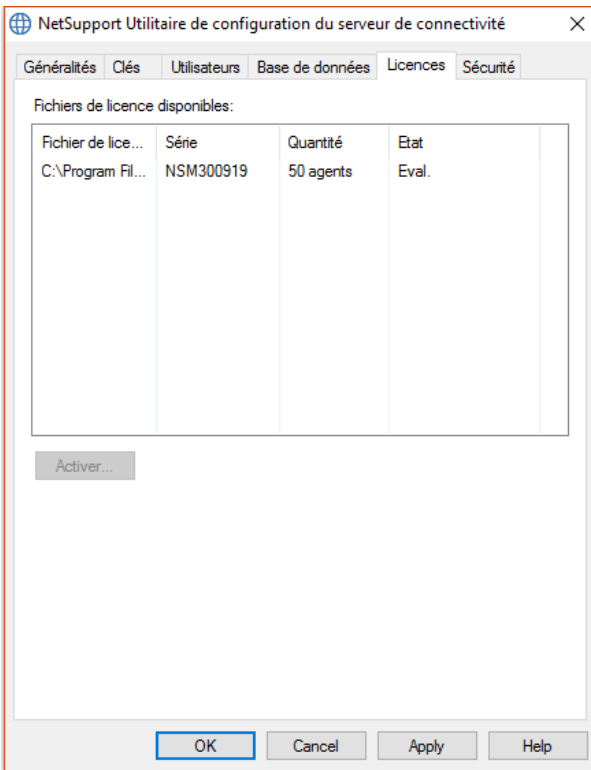 NetSupport Utilitaire de configuration du serveur de connectivité
Généralités Clés Utilisateurs Base de données Licences Sécurité
Fichiers de licence disponibles:
Fichier de lice... Série Quantité Etat
C:\Program Fil... NSM300919 50 agents Eval.
Activer...
OK Cancel Apply Help